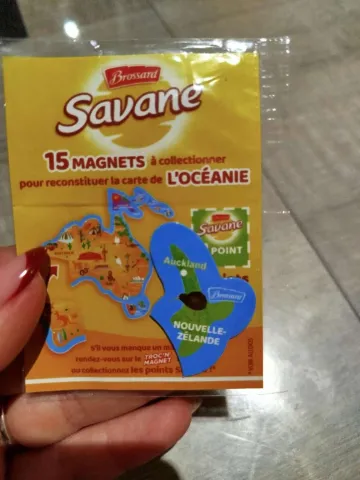 Brossard
Savane
15 MAGNETS à collectionner
pour reconstituer la carte de L'OCÉANIE
Brossard
Savane
POINT
Auckland
Brossard
NOUVELLE-
ZÉLANDE
s'il vous manque un
rendez-vous sur le TROC'N'
MAGNET
ou collectionnez les points